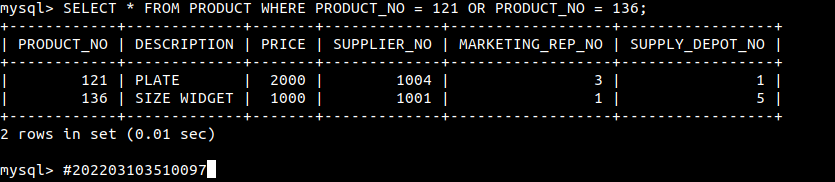 mysql> SELECT * FROM PRODUCT WHERE PRODUCT_NO = 121 OR PRODUCT_NO = 136;
+------------+-------------+-------+-------------+------------------+-----------------+
| PRODUCT_NO | DESCRIPTION | PRICE | SUPPLIER_NO | MARKETING_REP_NO | SUPPLY_DEPOT_NO |
+------------+-------------+-------+-------------+------------------+-----------------+
|        121 | PLATE       |  2000 |        1004 |                3 |               1 |
|        136 | SIZE WIDGET |  1000 |        1001 |                1 |               5 |
+------------+-------------+-------+-------------+------------------+-----------------+
2 rows in set (0.01 sec)
mysql> #202203103510097